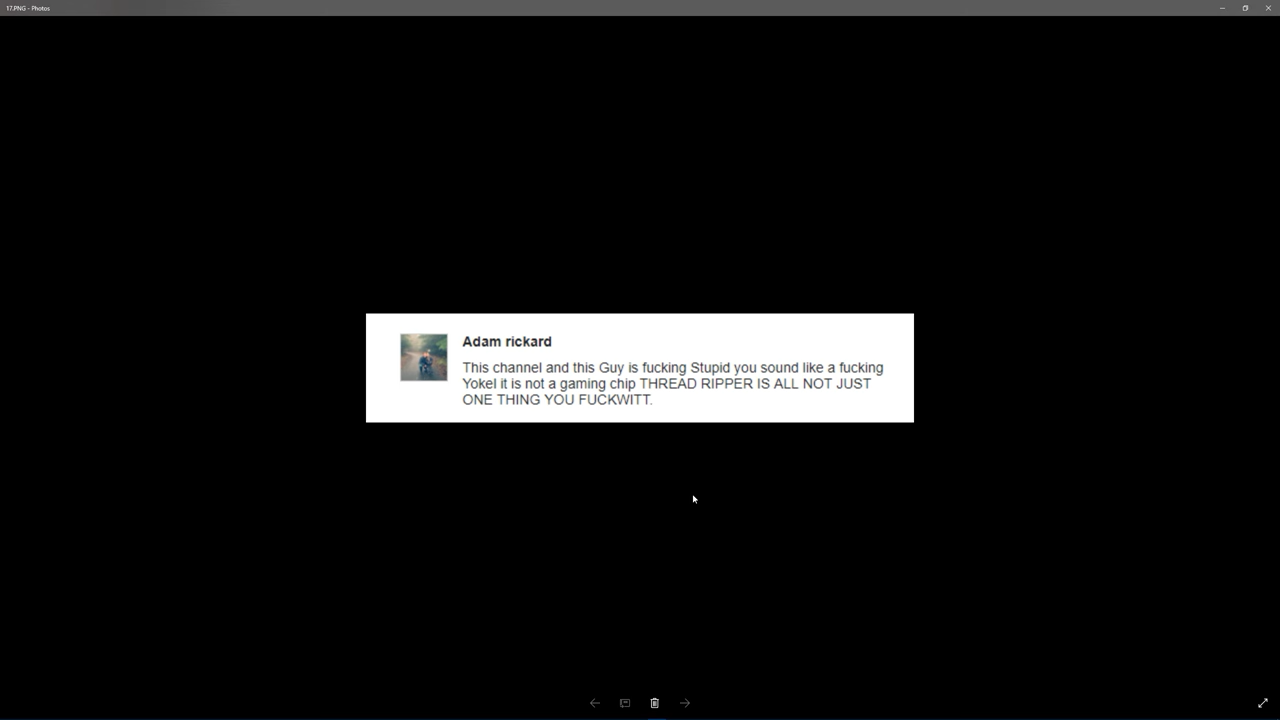 17.PNG - Photos
Adam rickard
This channel and this Guy is fucking Stupid you sound like a fucking
Yokel it is not a gaming chip THREAD RIPPER IS ALL NOT JUST
ONE THING YOU FUCKWITT.